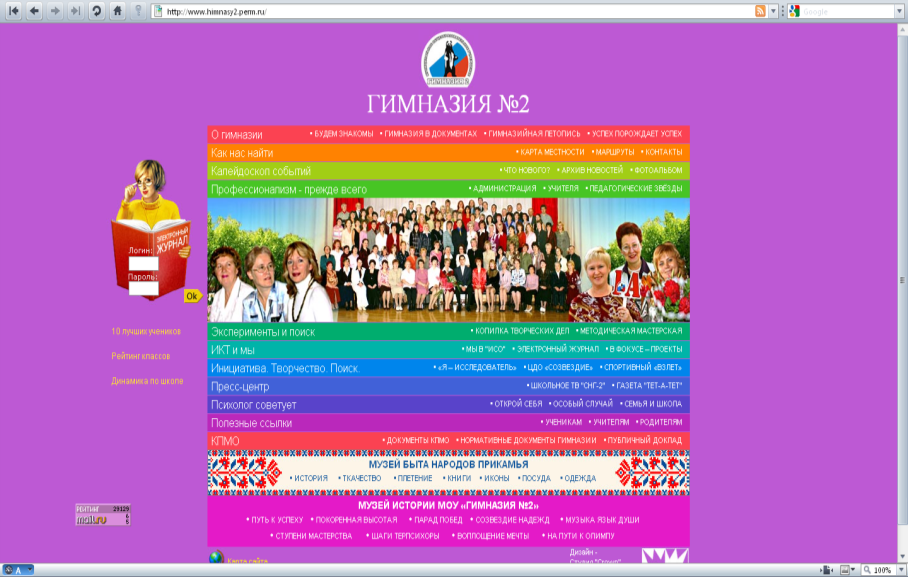 http://www.himnasy2.perm.ru/
Google
ГИМНАЗИЯ №2
О гимназии • БУДЕМ ЗНАКОМЫ • ГИМНАЗИЯ В ДОКУМЕНТАХ • ГИМНАЗИЙНАЯ ЛЕТОПИСЬ • УСПЕХ ПОРОЖДАЕТ УСПЕХ
Как нас найти • КАРТА МЕСТНОСТИ • МАРШРУТЫ • КОНТАКТЫ
Калейдоскоп событий • ЧТО НОВОГО? • АРХИВ НОВОСТЕЙ • ФОТОАЛЬБОМ
Профессионализм - прежде всего • АДМИНИСТРАЦИЯ • УЧИТЕЛЯ • ПЕДАГОГИЧЕСКИЕ ЗВЁЗДЫ
ЭЛЕКТРОННЫЙ
ЖУРНАЛ
Логин:
Пароль:
Ok
10 лучших учеников
Рейтинг классов
Динамика по школе
Эксперименты и поиск • КОПИЛКА ТВОРЧЕСКИХ ДЕЛ • МЕТОДИЧЕСКАЯ МАСТЕРСКАЯ
ИКТ и мы • МЫ В "ИСО" • ЭЛЕКТРОННЫЙ ЖУРНАЛ • В ФОКУСЕ – ПРОЕКТЫ
Инициатива. Творчество. Поиск. • «Я – ИССЛЕДОВАТЕЛЬ» • ЦДО «СОЗВЕЗДИЕ» • СПОРТИВНЫЙ «ВЗЛЕТ»
Пресс-центр • ШКОЛЬНОЕ ТВ "СНГ-2" • ГАЗЕТА "ТЕТ-А-ТЕТ"
Психолог советует • ОТКРОЙ СЕБЯ • ОСОБЫЙ СЛУЧАЙ • СЕМЬЯ И ШКОЛА
Полезные ссылки • УЧЕНИКАМ • УЧИТЕЛЯМ • РОДИТЕЛЯМ
КПМО • ДОКУМЕНТЫ КПМО • НОРМАТИВНЫЕ ДОКУМЕНТЫ ГИМНАЗИИ • ПУБЛИЧНЫЙ ДОКЛАД
МУЗЕЙ БЫТА НАРОДОВ ПРИКАМЬЯ
• ИСТОРИЯ • ТКАЧЕСТВО • ПЛЕТЕНИЕ • КНИГИ • ИКОНЫ • ПОСУДА • ОДЕЖДА
МУЗЕЙ ИСТОРИИ МОУ «ГИМНАЗИЯ №2»
• ПУТЬ К УСПЕХУ • ПОКОРЕННАЯ ВЫСОТАЯ • ПАРАД ПОБЕД • СОЗВЕЗДИЕ НАДЕЖД • МУЗЫКА ЯЗЫК ДУШИ
• СТУПЕНИ МАСТЕРСТВА • ШАГИ ТЕРПСИХОРЫ • ВОПЛОЩЕНИЕ МЕЧТЫ • НА ПУТИ К ОЛИМПУ
РЕЙТИНГ 29129
mail.ru
Карта сайта
Дизайн -
Студия
100%